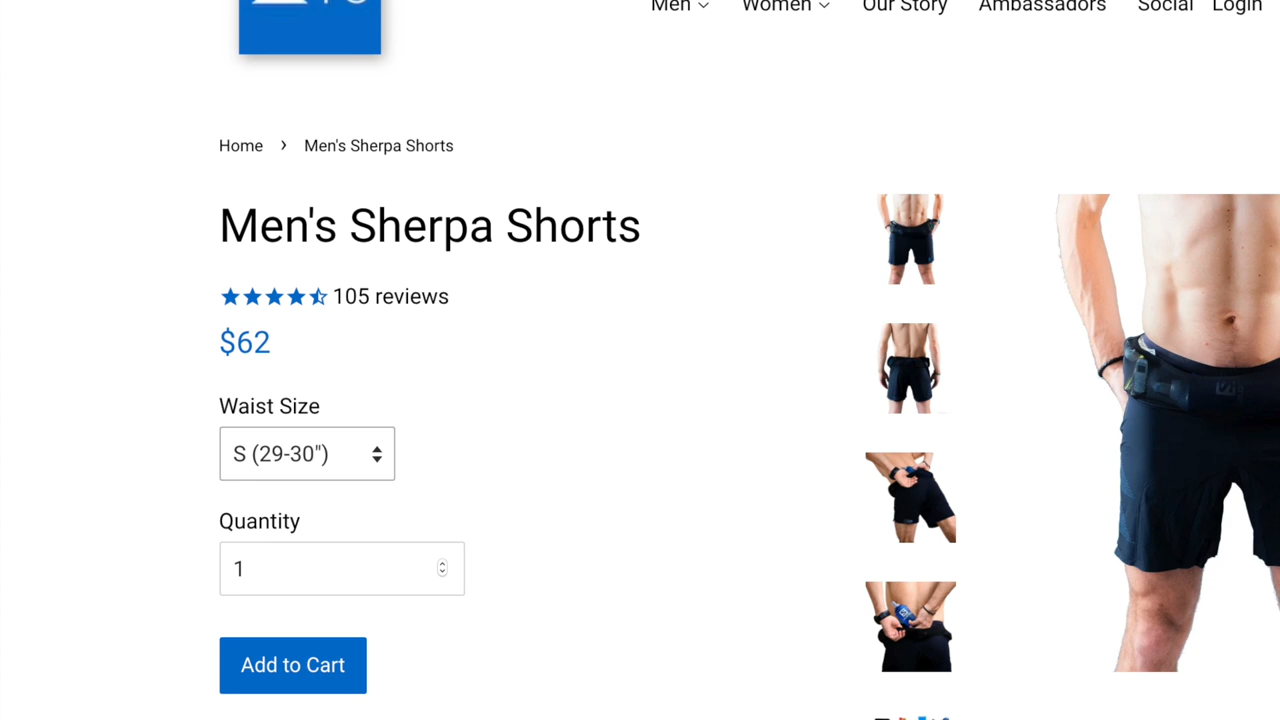 Men Women Our Story Ambassadors Social Login
Home › Men's Sherpa Shorts
Men's Sherpa Shorts
105 reviews
$62
Waist Size
S (29-30")
Quantity
1
Add to Cart